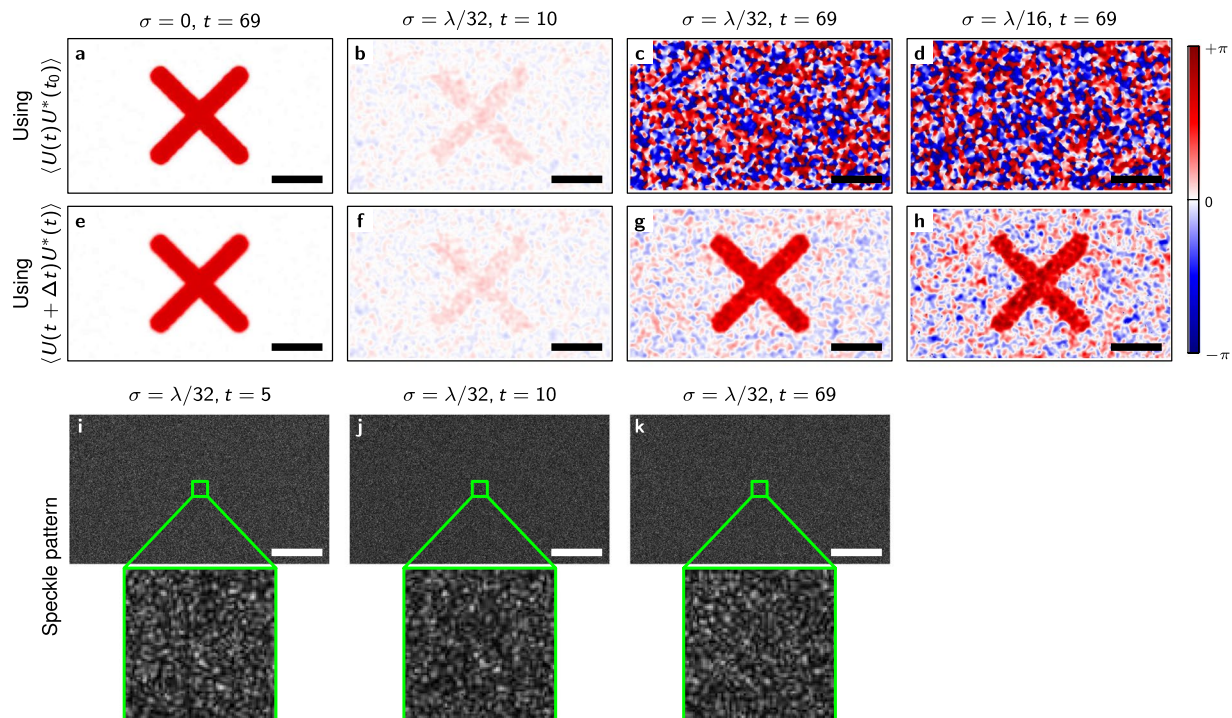 σ = 0, t = 69
σ = λ/32, t = 10
σ = λ/32, t = 69
σ = λ/16, t = 69
Using
⟨U(t)U*(t₀)⟩
a
b
c
d
+π
0
−π
Using
⟨U(t + Δt)U*(t)⟩
e
f
g
h
σ = λ/32, t = 5
σ = λ/32, t = 10
σ = λ/32, t = 69
Speckle pattern
i
j
k